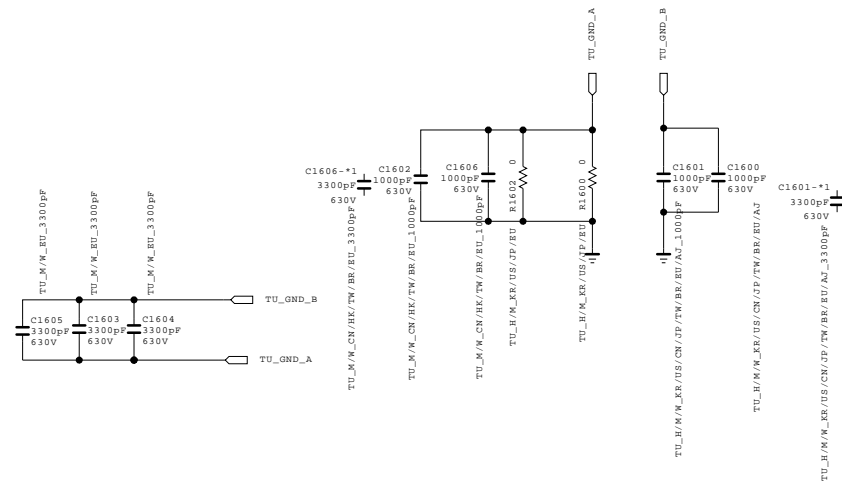 TU_GND_A
TU_GND_B
C1606-*1
3300pF
630V
C1602
1000pF
630V
C1606
1000pF
630V
R1602 0
R1600 0
C1601
1000pF
630V
C1600
1000pF
630V
C1601-*1
3300pF
630V
TU_M/W_EU_3300pF
TU_M/W_EU_3300pF
TU_M/W_EU_3300pF
TU_M/W_CN/HK/TW/BR/EU_3300pF
TU_M/W_CN/HK/TW/BR/EU_1000pF
TU_M/W_CN/HK/TW/BR/EU_1000pF
TU_H/M_KR/US/JP/EU
TU_H/M_KR/US/JP/EU
TU_H/M/W_KR/US/CN/JP/TW/BR/EU/AJ_1000pF
TU_H/M/W_KR/US/CN/JP/TW/BR/EU/AJ
TU_H/M/W_KR/US/CN/JP/TW/BR/EU/AJ_3300pF
TU_GND_B
C1605
3300pF
630V
C1603
3300pF
630V
C1604
3300pF
630V
TU_GND_A